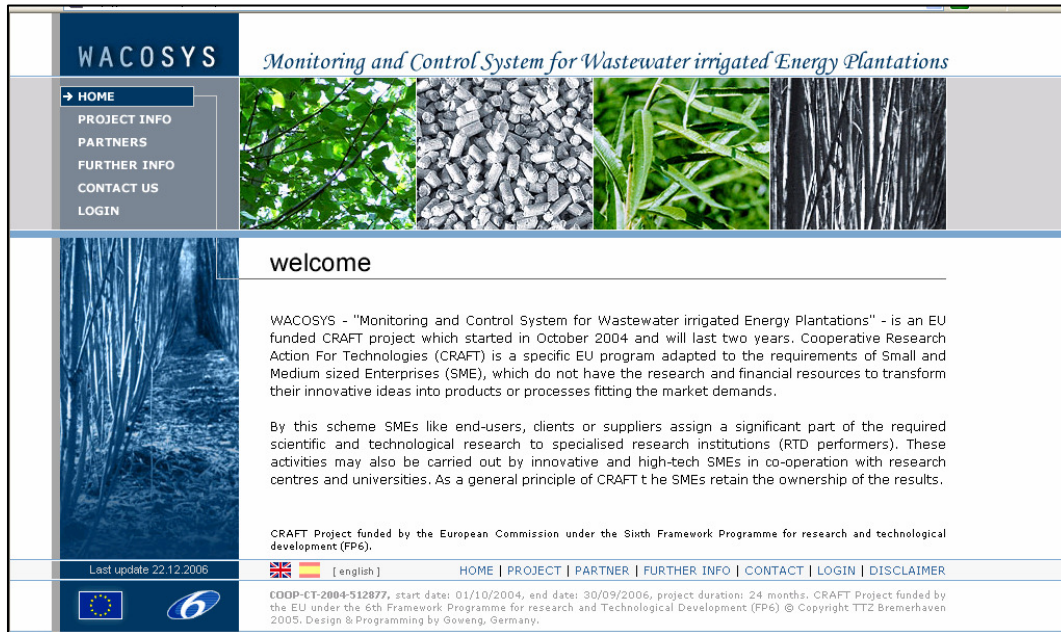 WACOSYS
Monitoring and Control System for Wastewater irrigated Energy Plantations
HOME
PROJECT INFO
PARTNERS
FURTHER INFO
CONTACT US
LOGIN
welcome
WACOSYS - "Monitoring and Control System for Wastewater irrigated Energy Plantations" - is an EU
funded CRAFT project which started in October 2004 and will last two years. Cooperative Research
Action For Technologies (CRAFT) is a specific EU program adapted to the requirements of Small and
Medium sized Enterprises (SME), which do not have the research and financial resources to transform
their innovative ideas into products or processes fitting the market demands.
By this scheme SMEs like end-users, clients or suppliers assign a significant part of the required
scientific and technological research to specialised research institutions (RTD performers). These
activities may also be carried out by innovative and high-tech SMEs in co-operation with research
centres and universities. As a general principle of CRAFT t he SMEs retain the ownership of the results.
CRAFT Project funded by the European Commission under the Sixth Framework Programme for research and technological
development (FP6).
Last update 22.12.2006
[ english ]
HOME | PROJECT | PARTNER | FURTHER INFO | CONTACT | LOGIN | DISCLAIMER
6
COOP-CT-2004-512877, start date: 01/10/2004, end date: 30/09/2006, project duration: 24 months. CRAFT Project funded by
the EU under the 6th Framework Programme for research and Technological Development (FP6) © Copyright TTZ Bremerhaven
2005. Design & Programming by Goweng, Germany.